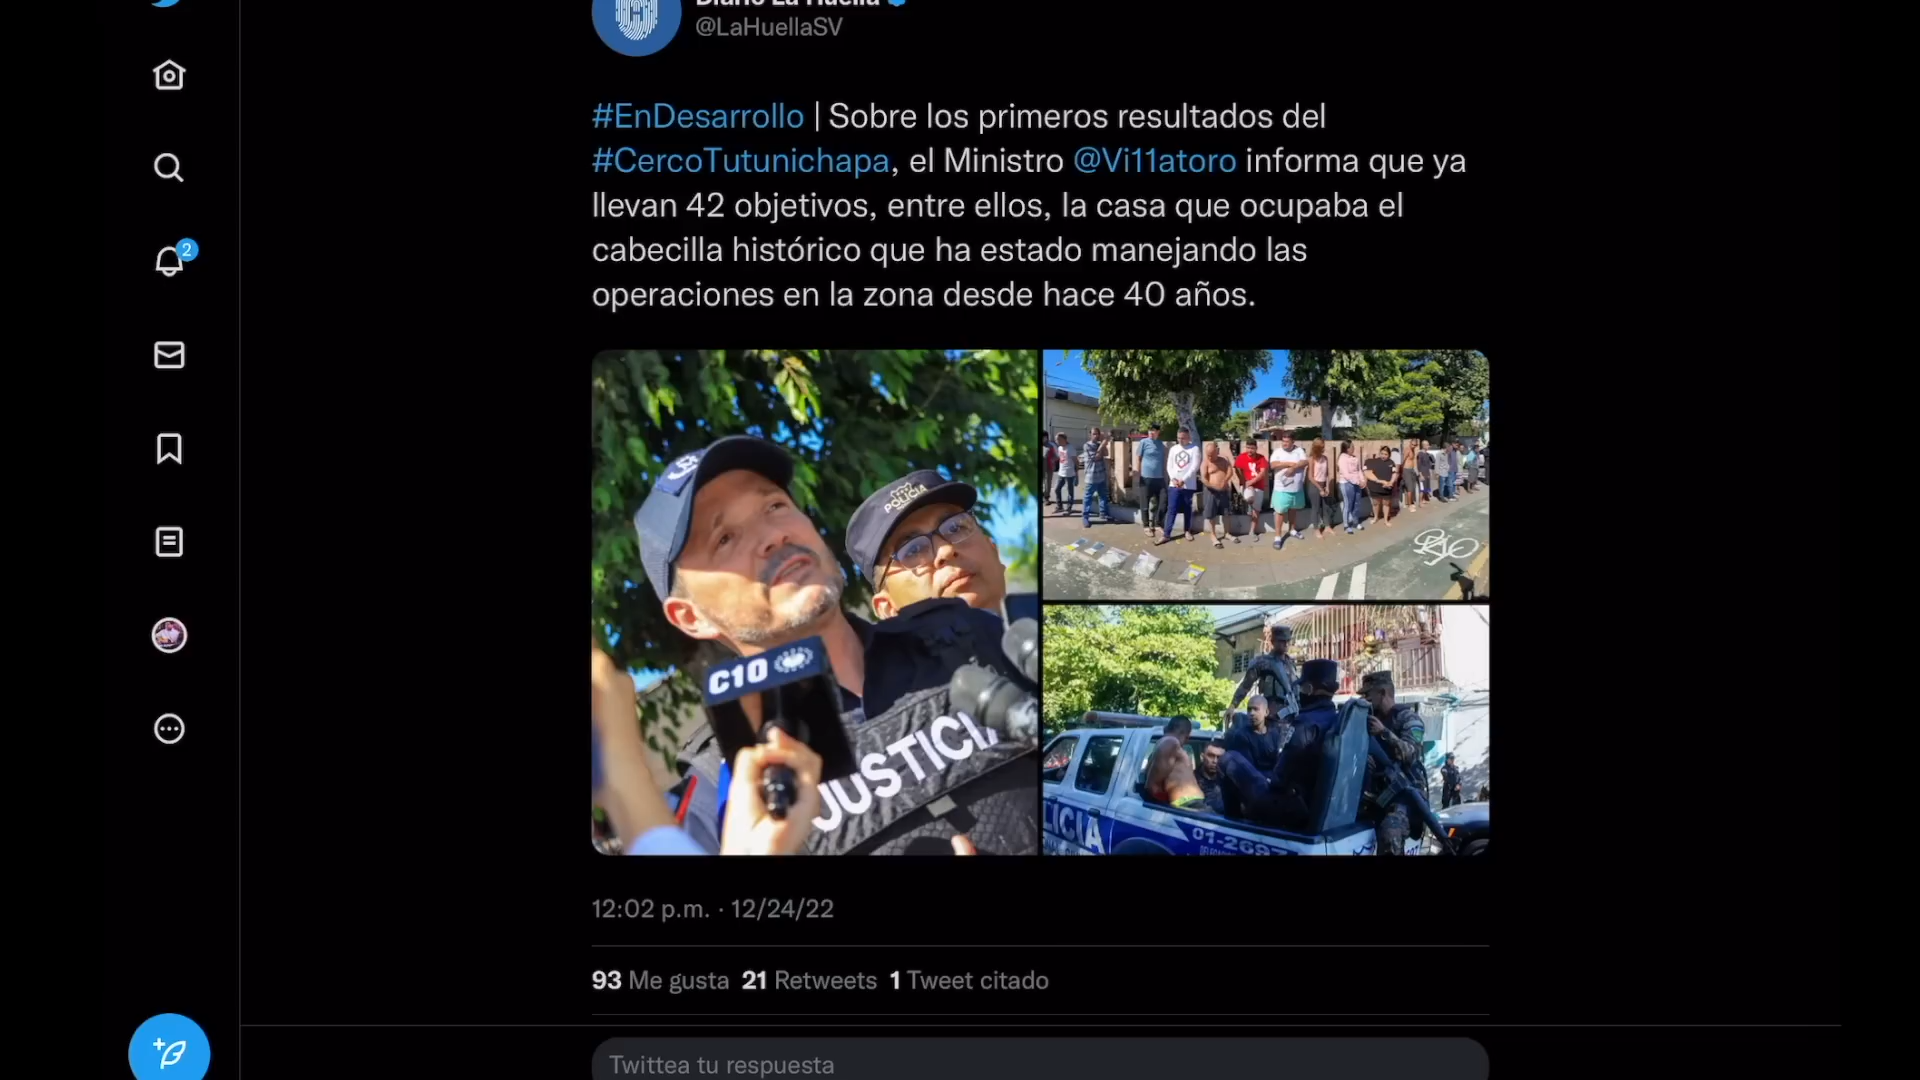 Diario La Huella
@LaHuellaSV
#EnDesarrollo | Sobre los primeros resultados del
#CercoTutunichapa, el Ministro @Vi11atoro informa que ya
llevan 42 objetivos, entre ellos, la casa que ocupaba el
cabecilla histórico que ha estado manejando las
operaciones en la zona desde hace 40 años.
2
POLICIA
C10
JUSTICIA
LICIA
01-2697
12:02 p.m. · 12/24/22
93 Me gusta 21 Retweets 1 Tweet citado
Twittea tu respuesta